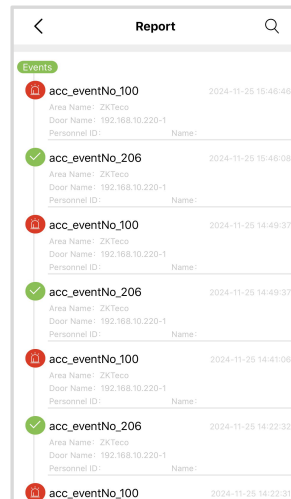 Report
Events
acc_eventNo_100 2024-11-25 15:46:46
Area Name: ZKTeco
Door Name: 192.168.10.220-1
Personnel ID: Name:
acc_eventNo_206 2024-11-25 15:46:08
Area Name: ZKTeco
Door Name: 192.168.10.220-1
Personnel ID: Name:
acc_eventNo_100 2024-11-25 14:49:37
Area Name: ZKTeco
Door Name: 192.168.10.220-1
Personnel ID: Name:
acc_eventNo_206 2024-11-25 14:49:37
Area Name: ZKTeco
Door Name: 192.168.10.220-1
Personnel ID: Name:
acc_eventNo_100 2024-11-25 14:41:06
Area Name: ZKTeco
Door Name: 192.168.10.220-1
Personnel ID: Name:
acc_eventNo_206 2024-11-25 14:22:32
Area Name: ZKTeco
Door Name: 192.168.10.220-1
Personnel ID: Name:
acc_eventNo_100 2024-11-25 14:22:31